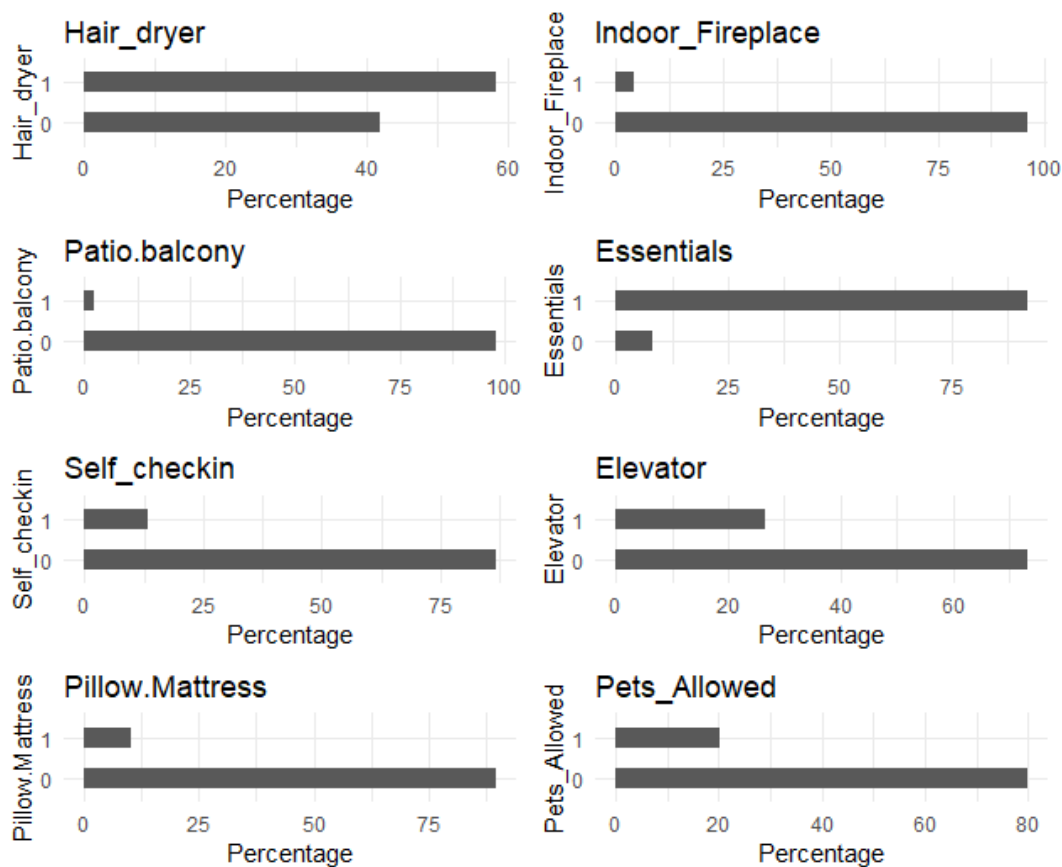 Hair_dryer
Hair_dryer
1
0
0 20 40 60
Percentage
Indoor_Fireplace
Indoor_Fireplace
1
0
0 25 50 75 100
Percentage
Patio.balcony
Patio.balcony
1
0
0 25 50 75 100
Percentage
Essentials
Essentials
1
0
0 25 50 75
Percentage
Self_checkin
Self_checkin
1
0
0 25 50 75
Percentage
Elevator
Elevator
1
0
0 20 40 60
Percentage
Pillow.Mattress
Pillow.Mattress
1
0
0 25 50 75
Percentage
Pets_Allowed
Pets_Allowed
1
0
0 20 40 60 80
Percentage